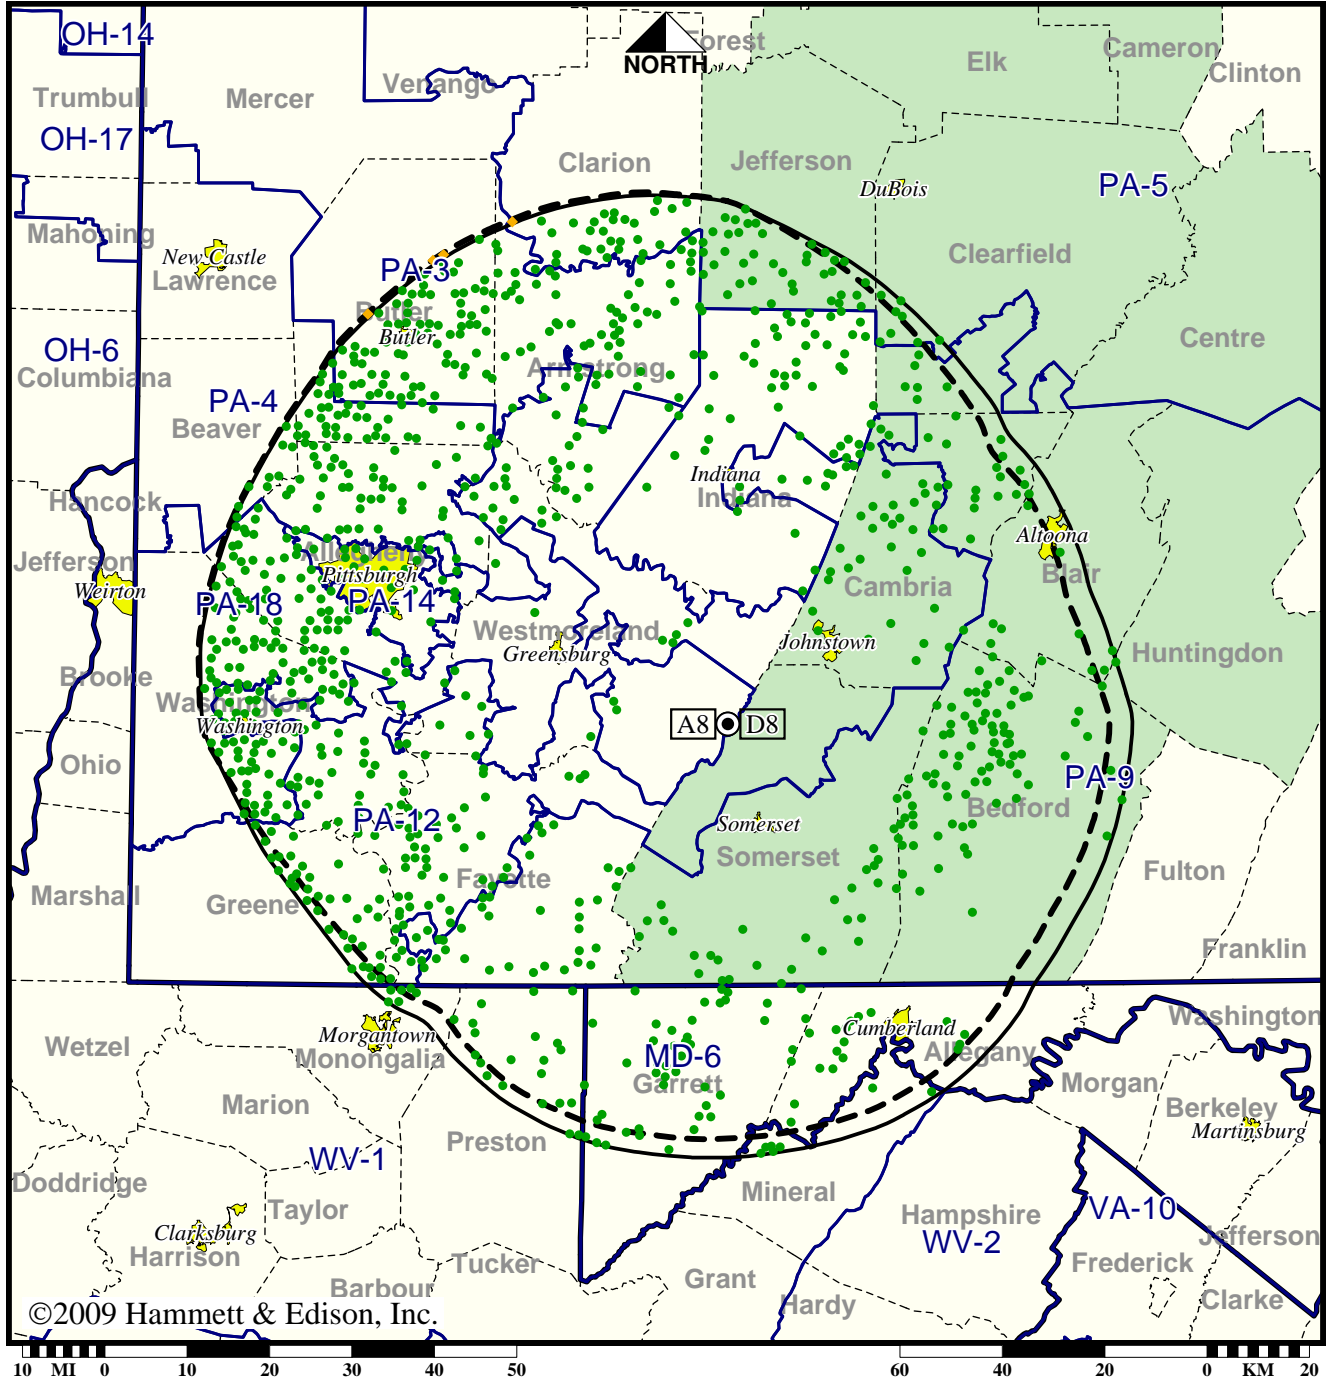 OH-14
Forest
NORTH
Elk
Cameron
Clinton
Trumbull
Mercer
Venango
OH-17
Clarion
Jefferson
DuBois
PA-5
Mahoning
New Castle
Lawrence
PA-3
Clearfield
Butler
Butler
OH-6
Columbiana
Armstrong
Centre
PA-4
Beaver
Indiana
Indiana
Hancock
Altoona
Jefferson
Weirton
Allegheny
Pittsburgh
PA-14
PA-18
Blair
Cambria
Westmoreland
Greensburg
Johnstown
Huntingdon
Brooke
Washington
Washington
A8
D8
Ohio
PA-9
Bedford
PA-12
Somerset
Somerset
Fayette
Fulton
Marshall
Greene
Franklin
Wetzel
Morgantown
Monongalia
MD-6
Garrett
Cumberland
Allegany
Washington
Morgan
Marion
Berkeley
Martinsburg
Preston
WV-1
Doddridge
Taylor
Mineral
Hampshire
WV-2
VA-10
Clarksburg
Harrison
Jefferson
Frederick
Tucker
Grant
Barbour
Hardy
Clarke
©2009 Hammett & Edison, Inc.
10 MI 0 10 20 30 40 50
60 40 20 0 KM 20